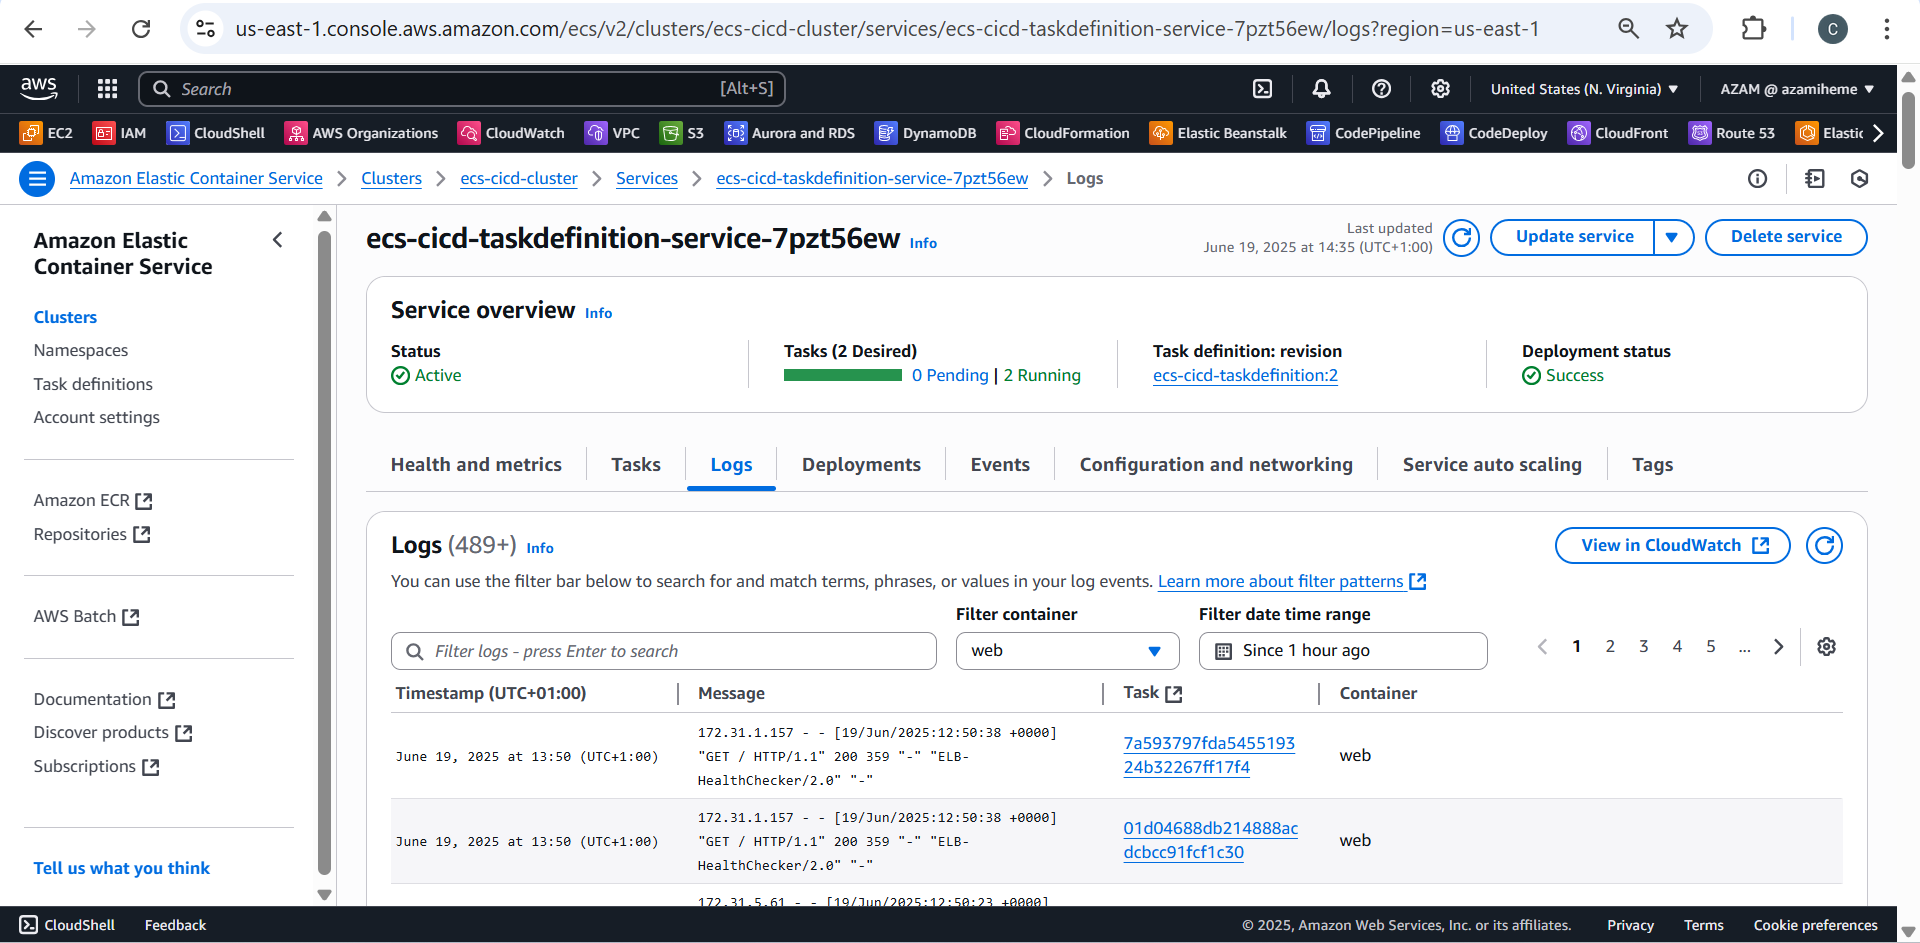 us-east-1.console.aws.amazon.com/ecs/v2/clusters/ecs-cicd-cluster/services/ecs-cicd-taskdefinition-service-7pzt56ew/logs?region=us-east-1
C
aws
Search
[Alt+S]
United States (N. Virginia)
AZAM @ azamiheme
EC2
IAM
CloudShell
AWS Organizations
CloudWatch
VPC
S3
Aurora and RDS
DynamoDB
CloudFormation
Elastic Beanstalk
CodePipeline
CodeDeploy
CloudFront
Route 53
Elastic
Amazon Elastic Container Service
Clusters
ecs-cicd-cluster
Services
ecs-cicd-taskdefinition-service-7pzt56ew
Logs
Amazon Elastic
Container Service
Clusters
Namespaces
Task definitions
Account settings
Amazon ECR
Repositories
AWS Batch
Documentation
Discover products
Subscriptions
Tell us what you think
ecs-cicd-taskdefinition-service-7pzt56ew Info
Last updated
June 19, 2025 at 14:35 (UTC+1:00)
Update service
Delete service
Service overview Info
Status
Active
Tasks (2 Desired)
0 Pending | 2 Running
Task definition: revision
ecs-cicd-taskdefinition:2
Deployment status
Success
Health and metrics
Tasks
Logs
Deployments
Events
Configuration and networking
Service auto scaling
Tags
Logs (489+) Info
View in CloudWatch
You can use the filter bar below to search for and match terms, phrases, or values in your log events. Learn more about filter patterns
Filter container
Filter date time range
Filter logs - press Enter to search
web
Since 1 hour ago
1 2 3 4 5 ...
Timestamp (UTC+01:00)
Message
Task
Container
June 19, 2025 at 13:50 (UTC+1:00)
172.31.1.157 - - [19/Jun/2025:12:50:38 +0000]
"GET / HTTP/1.1" 200 359 "-" "ELB-
HealthChecker/2.0" "-"
7a593797fda5455193
24b32267ff17f4
web
June 19, 2025 at 13:50 (UTC+1:00)
172.31.1.157 - - [19/Jun/2025:12:50:38 +0000]
"GET / HTTP/1.1" 200 359 "-" "ELB-
HealthChecker/2.0" "-"
01d04688db214888ac
dcbcc91fcf1c30
web
172.31.5.61 - - [19/Jun/2025:12:50:23 +0000]
CloudShell
Feedback
© 2025, Amazon Web Services, Inc. or its affiliates.
Privacy
Terms
Cookie preferences